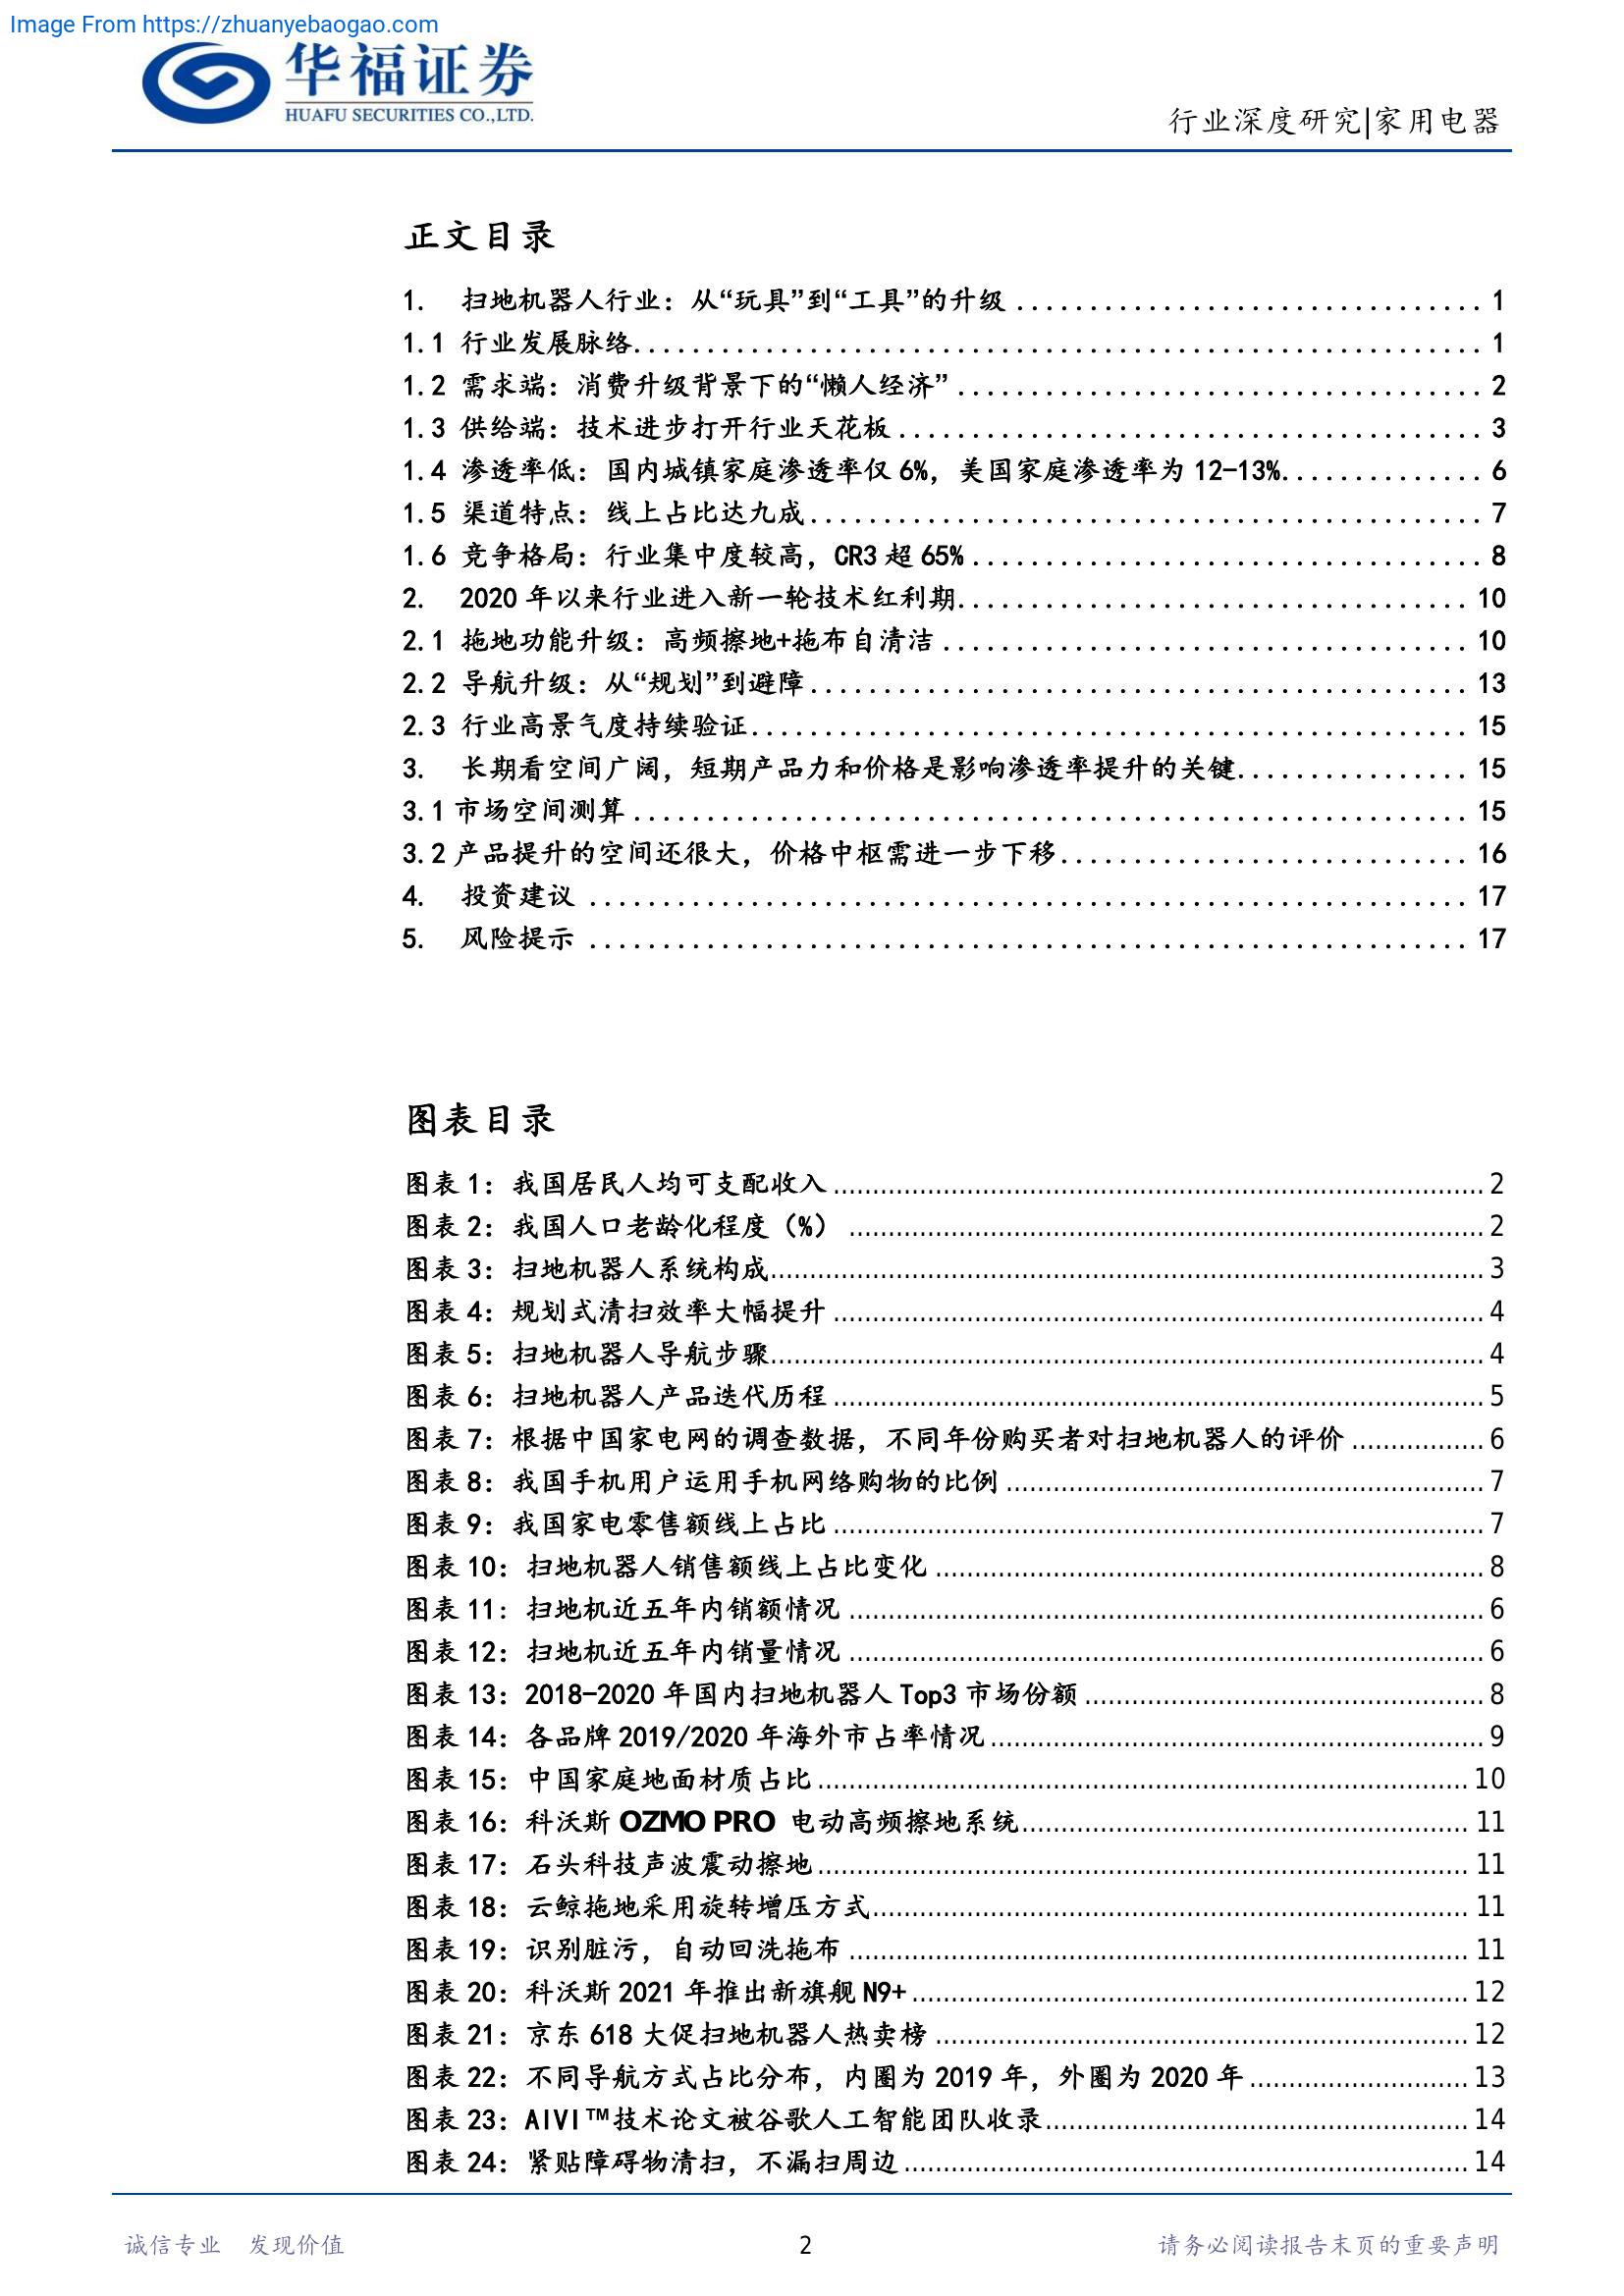 Image From https://zhuanyebaogao.com
华福证券
HUAFU SECURITIES CO.,LTD.
行业深度研究|家用电器
正文目录
1. 扫地机器人行业：从“玩具”到“工具”的升级 ................................ 1
1.1 行业发展脉络.......................................................... 1
1.2 需求端：消费升级背景下的“懒人经济” .................................... 2
1.3 供给端：技术进步打开行业天花板 ........................................ 3
1.4 渗透率低：国内城镇家庭渗透率仅 6%，美国家庭渗透率为 12-13%.............. 6
1.5 渠道特点：线上占比达九成.............................................. 7
1.6 竞争格局：行业集中度较高，CR3 超 65% ................................... 8
2. 2020 年以来行业进入新一轮技术红利期................................... 10
2.1 拖地功能升级：高频擦地+拖布自清洁 .................................... 10
2.2 导航升级：从“规划”到避障............................................. 13
2.3 行业高景气度持续验证................................................. 15
3. 长期看空间广阔，短期产品力和价格是影响渗透率提升的关键................ 15
3.1 市场空间测算 ......................................................... 15
3.2 产品提升的空间还很大，价格中枢需进一步下移............................ 16
4. 投资建议 ............................................................ 17
5. 风险提示 ............................................................ 17
图表目录
图表 1：我国居民人均可支配收入 ................................................ 2
图表 2：我国人口老龄化程度（%） ................................................ 2
图表 3：扫地机器人系统构成.................................................... 3
图表 4：规划式清扫效率大幅提升 ................................................ 4
图表 5：扫地机器人导航步骤.................................................... 4
图表 6：扫地机器人产品迭代历程 ................................................ 5
图表 7：根据中国家电网的调查数据，不同年份购买者对扫地机器人的评价 ................. 6
图表 8：我国手机用户运用手机网络购物的比例 ...................................... 7
图表 9：我国家电零售额线上占比 ................................................ 7
图表 10：扫地机器人销售额线上占比变化 .......................................... 8
图表 11：扫地机近五年内销额情况 ............................................... 6
图表 12：扫地机近五年内销量情况 ............................................... 6
图表 13：2018-2020 年国内扫地机器人 Top3 市场份额 ................................ 8
图表 14：各品牌 2019/2020 年海外市占率情况....................................... 9
图表 15：中国家庭地面材质占比................................................. 10
图表 16：科沃斯 OZMO PRO 电动高频擦地系统....................................... 11
图表 17：石头科技声波震动擦地................................................. 11
图表 18：云鲸拖地采用旋转增压方式.............................................. 11
图表 19：识别脏污，自动回洗拖布 ............................................... 11
图表 20：科沃斯 2021 年推出新旗舰 N9+ .......................................... 12
图表 21：京东 618 大促扫地机器人热卖榜 ......................................... 12
图表 22：不同导航方式占比分布，内圈为 2019 年，外圈为 2020 年 ..................... 13
图表 23：AIVI™技术论文被谷歌人工智能团队收录.................................... 14
图表 24：紧贴障碍物清扫，不漏扫周边 ............................................ 14
诚信专业 发现价值
2
请务必阅读报告末页的重要声明